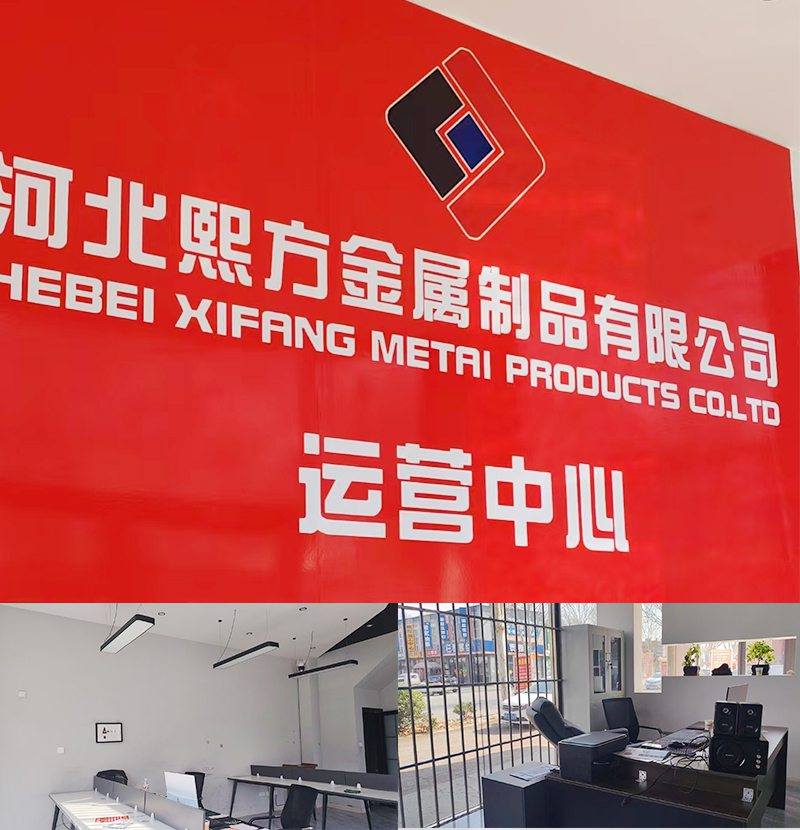 河北熙方金属制品有限公司
HEBEI XIFANG METAl PRODUCTS CO.LTD
运营中心